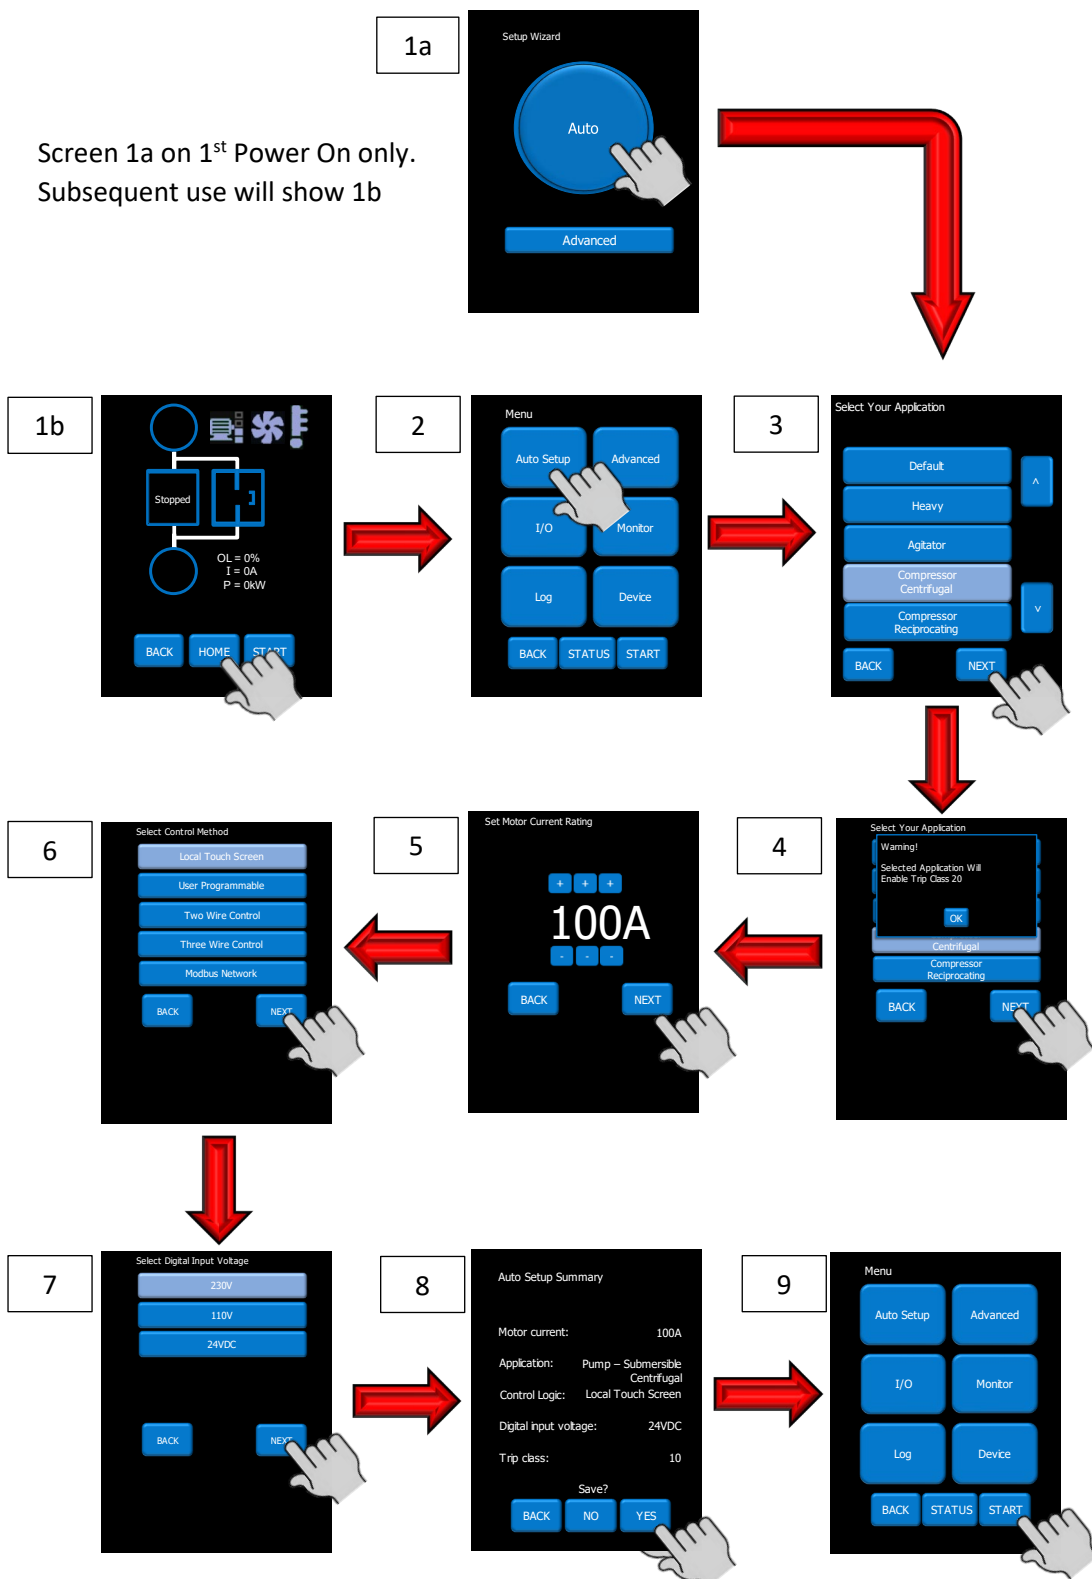 1a
Setup Wizard
Auto
Advanced
Screen 1a on 1st Power On only.
Subsequent use will show 1b
1b
Stopped
OL = 0%
I = 0A
P = 0kW
BACK HOME START
2
Menu
Auto Setup Advanced
I/O Monitor
Log Device
BACK STATUS START
3
Select Your Application
Default
Heavy
Agitator
Compressor
Centrifugal
Compressor
Reciprocating
^
v
BACK NEXT
4
Select Your Application
Warning!
Selected Application Will
Enable Trip Class 20
OK
Centrifugal
Compressor
Reciprocating
BACK NEXT
5
Set Motor Current Rating
+ + +
100A
- - -
BACK NEXT
6
Select Control Method
Local Touch Screen
User Programmable
Two Wire Control
Three Wire Control
Modbus Network
BACK NEXT
7
Select Digital Input Voltage
230V
110V
24VDC
BACK NEXT
8
Auto Setup Summary
Motor current: 100A
Application: Pump – Submersible
Centrifugal
Control Logic: Local Touch Screen
Digital input voltage: 24VDC
Trip class: 10
Save?
BACK NO YES
9
Menu
Auto Setup Advanced
I/O Monitor
Log Device
BACK STATUS START